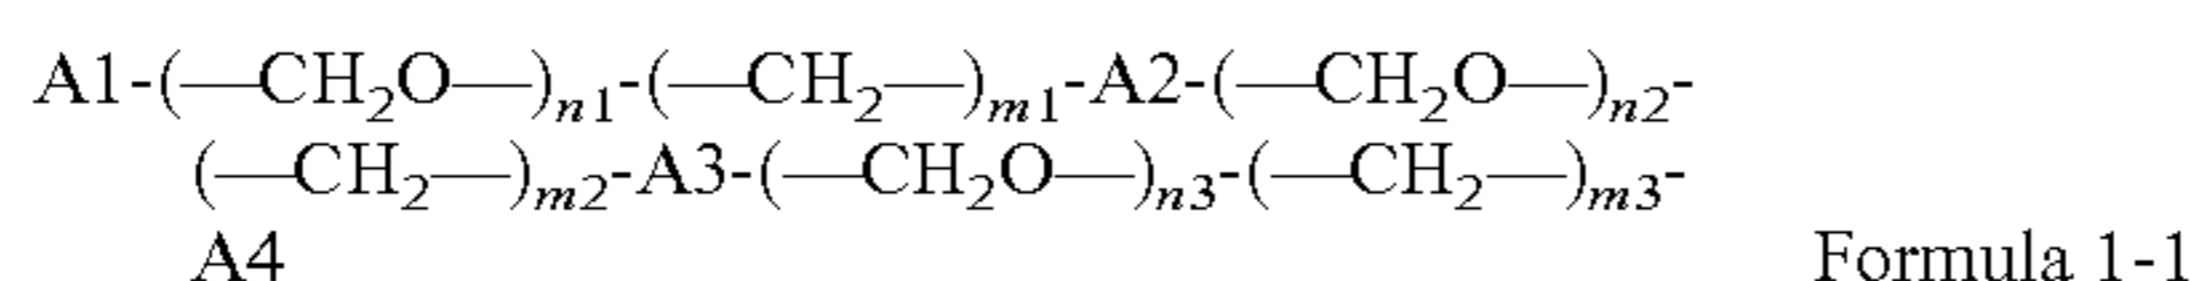 A1-(—CH₂O—)ₙ₁-(—CH₂—)ₘ₁-A2-(—CH₂O—)ₙ₂-
(—CH₂—)ₘ₂-A3-(—CH₂O—)ₙ₃-(—CH₂—)ₘ₃-
A4 Formula 1-1